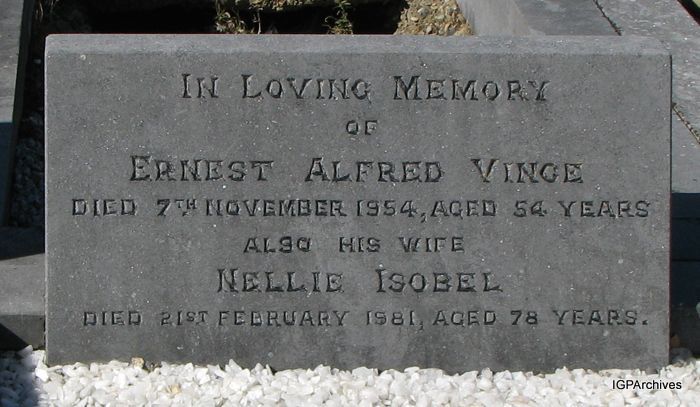 In Loving Memory
OF
Ernest Alfred Vince
DIED 7TH NOVEMBER 1954, AGED 54 YEARS
ALSO HIS WIFE
Nellie Isobel
DIED 21ST FEBRUARY 1981, AGED 78 YEARS.
IGPArchives